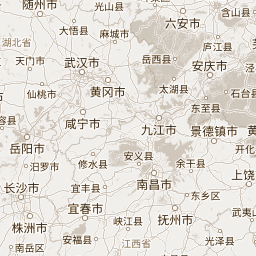 随州市
光山县
六安市
含山县
大悟县
麻城市
湖北省
庐江县
岳西县
天门市
武汉市
安庆市
仙桃市
黄冈市
太湖县
石台县
东至县
咸宁市
九江市
景德镇市
岳阳市
安义县
开化
汨罗市
修水县
余干县
上饶
长沙市
宜丰县
南昌市
东乡区
宜春市
武夷山
株洲市
峡江县
抚州市
安福县
南岳区
江西省
光泽县